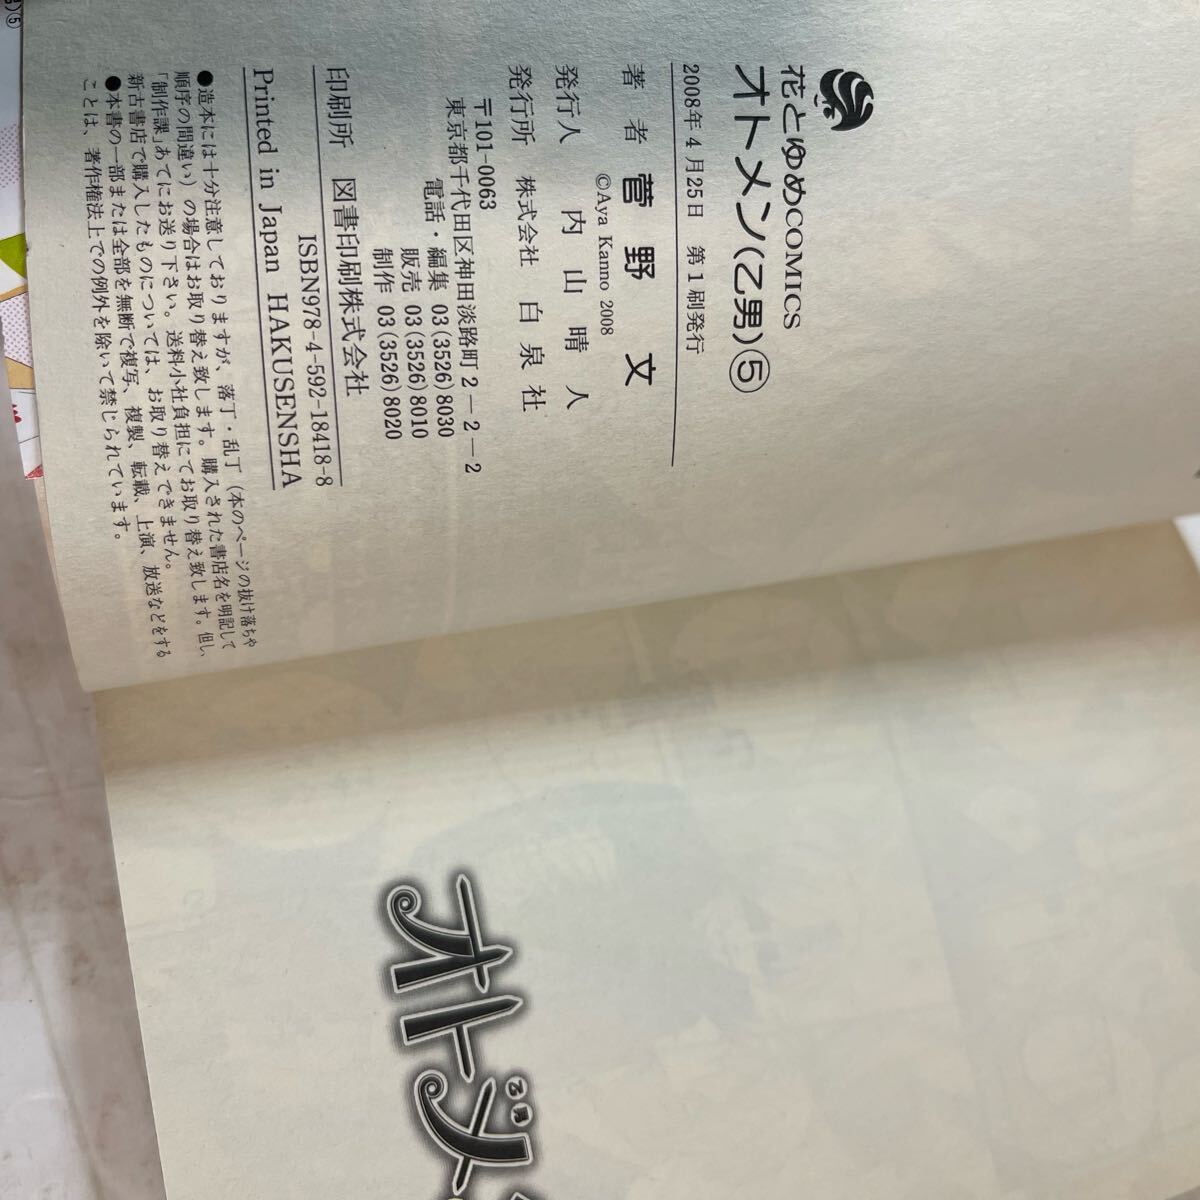 花とゆめCOMICS
オトメン(乙男)⑤
2008年4月25日　第1刷発行
著者　菅野　文
©Aya Kanno 2008
発行人　内山晴人
発行所　株式会社　白泉社
〒101-0063
東京都千代田区神田淡路町2―2―2
電話・編集 03(3526)8030
販売 03(3526)8010
制作 03(3526)8020
印刷所　図書印刷株式会社
ISBN978-4-592-18418-8
Printed in Japan HAKUSENSHA
●造本には十分注意しておりますが、落丁・乱丁（本のページの抜け落ちや
順序の間違い）の場合はお取り替え致します。購入された書店名を明記して
「制作課」あてにお送り下さい。送料小社負担にてお取り替え致します。但し、
新古書店で購入したものについては、お取り替えできません。
●本書の一部または全部を無断で複写、複製、転載、上演、放送などをする
ことは、著作権法上での例外を除いて禁じられています。
オトメ
乙男
⑤